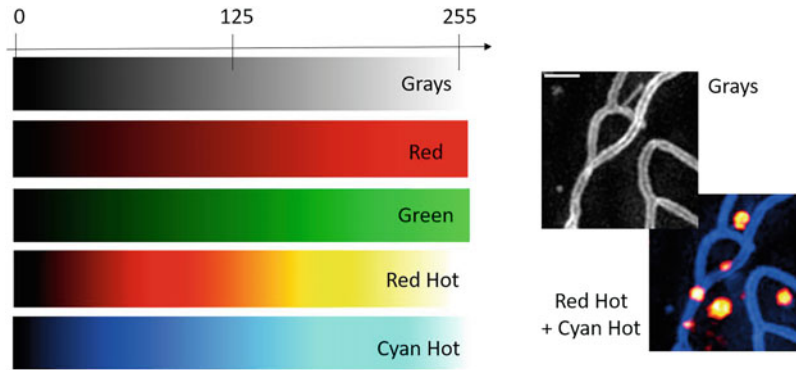 0 125 255
Grays
Red
Green
Red Hot
Cyan Hot
Grays
Red Hot
+ Cyan Hot